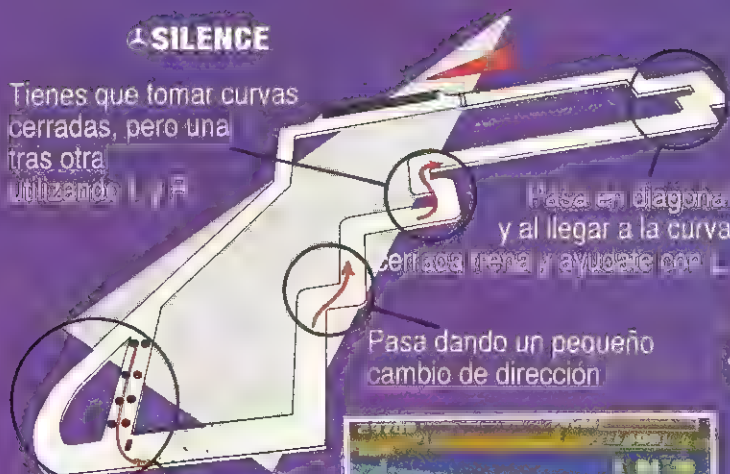 SILENCE
Tienes que tomar curvas
cerradas, pero una
tras otra
utilizando L y R
Pasa en diagonal
y al llegar a la curva
cerrada frena y ayúdate con L
Pasa dando un pequeño
cambio de dirección